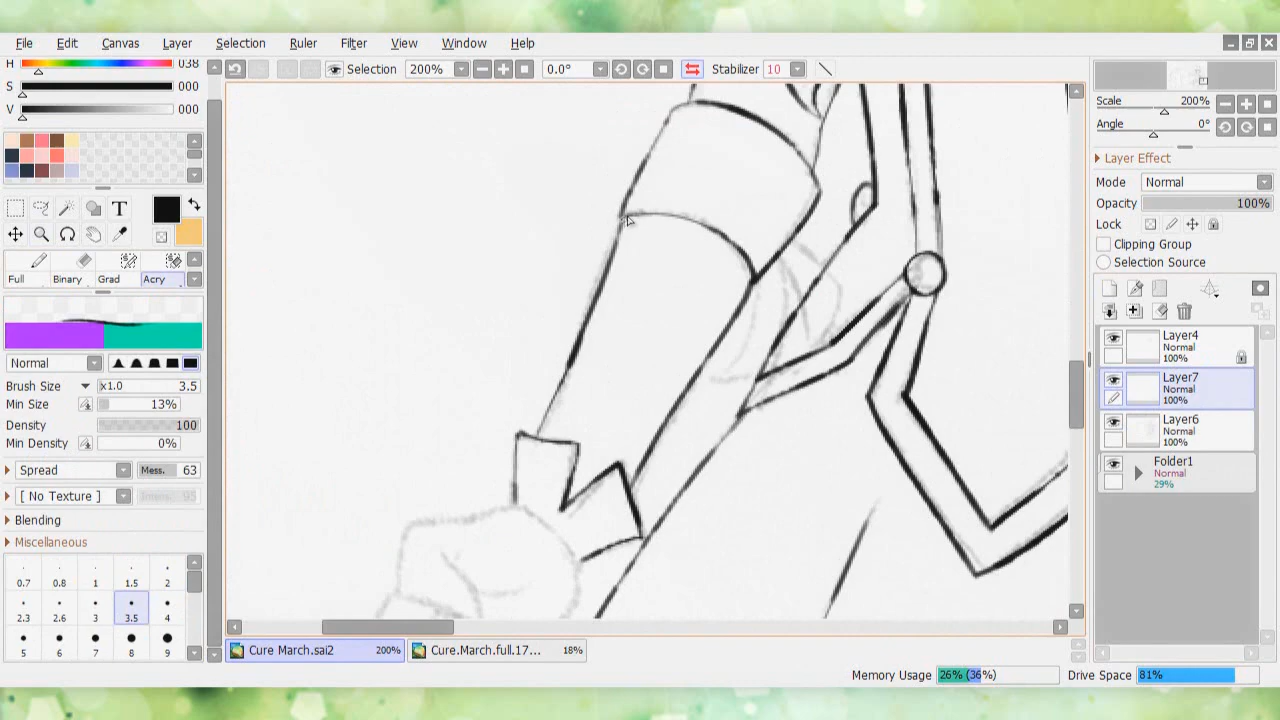 File Edit Canvas Layer Selection Ruler Filter View Window Help
H 038
S 000
V 000
Selection 200% 0.0° Stabilizer 10
Scale 200%
Angle 0°
Layer Effect
Mode Normal
Opacity 100%
Lock
Clipping Group
Selection Source
T
Full Binary Grad Acry
Normal
Brush Size x1.0 3.5
Min Size 13%
Density 100
Min Density 0%
Spread Mess. 63
[ No Texture ] 95
Blending
Miscellaneous
0.7 0.8 1 1.5 2
2.3 2.6 3 3.5 4
5 6 7 8 9
Layer4
Normal
100%
Layer7
Normal
100%
Layer6
Normal
100%
Folder1
Normal
29%
Cure March.sai2 200% Cure.March.full.17... 18%
Memory Usage 26% (36%) Drive Space 81%